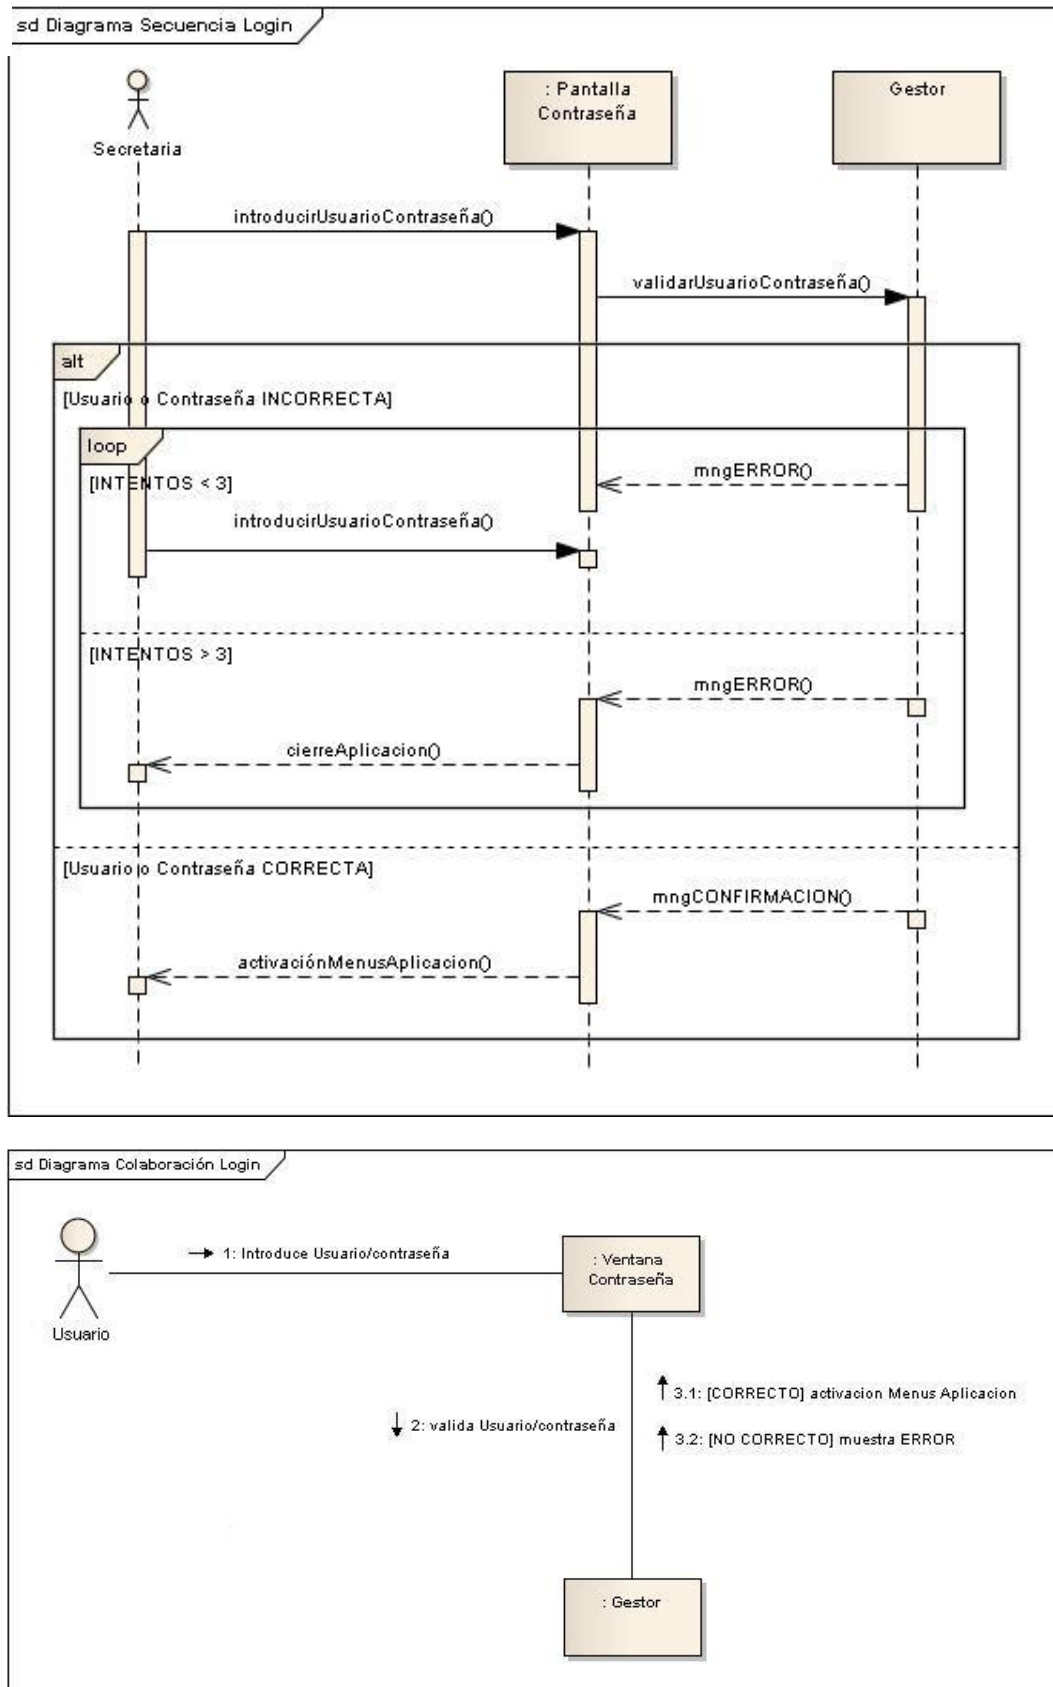 sd Diagrama Secuencia Login
Secretaria
: Pantalla
Contraseña
Gestor
introducirUsuarioContraseña()
validarUsuarioContraseña()
alt
[Usuario o Contraseña INCORRECTA]
loop
[INTENTOS < 3]
mngERROR()
introducirUsuarioContraseña()
[INTENTOS > 3]
mngERROR()
cierreAplicacion()
[Usuario o Contraseña CORRECTA]
mngCONFIRMACION()
activaciónMenusAplicacion()
sd Diagrama Colaboración Login
1: Introduce Usuario/contraseña
: Ventana
Contraseña
Usuario
3.1: [CORRECTO] activacion Menus Aplicacion
2: valida Usuario/contraseña
3.2: [NO CORRECTO] muestra ERROR
: Gestor